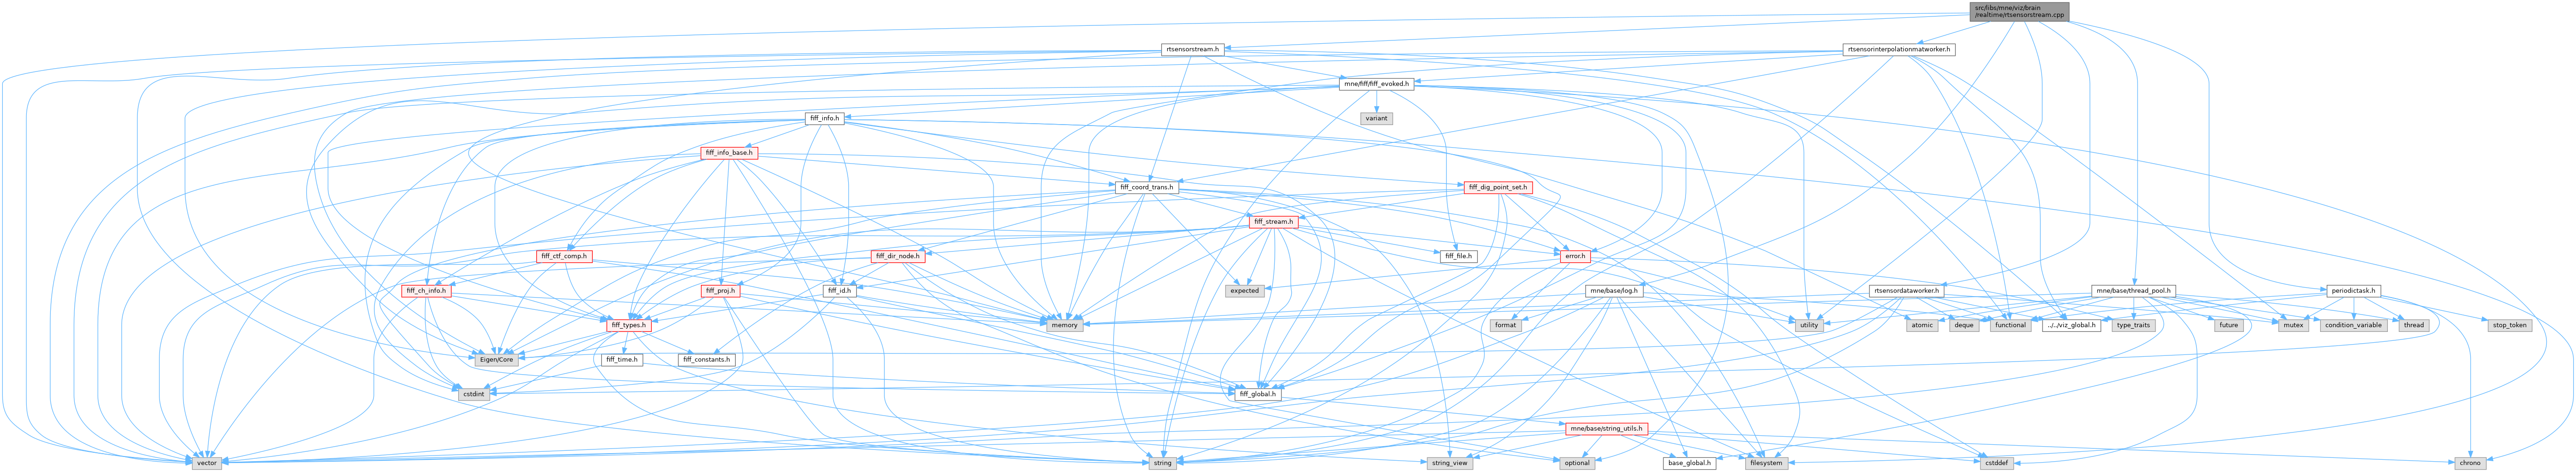 src/libs/mne/viz/brain
/realtime/rtsensorstream.cpp
rtsensorstream.h
rtsensorinterpolationmatworker.h
mne/fiff/fiff_evoked.h
fiff_info.h
variant
fiff_info_base.h
fiff_coord_trans.h
fiff_dig_point_set.h
fiff_stream.h
fiff_ctf_comp.h
fiff_dir_node.h
fiff_file.h
error.h
fiff_ch_info.h
fiff_proj.h
fiff_id.h
expected
mne/base/log.h
rtsensordataworker.h
mne/base/thread_pool.h
periodictask.h
fiff_types.h
memory
format
utility
atomic
deque
functional
../../viz_global.h
type_traits
future
mutex
condition_variable
thread
stop_token
Eigen/Core
fiff_time.h
fiff_constants.h
cstdint
fiff_global.h
mne/base/string_utils.h
vector
string
string_view
optional
base_global.h
filesystem
cstddef
chrono